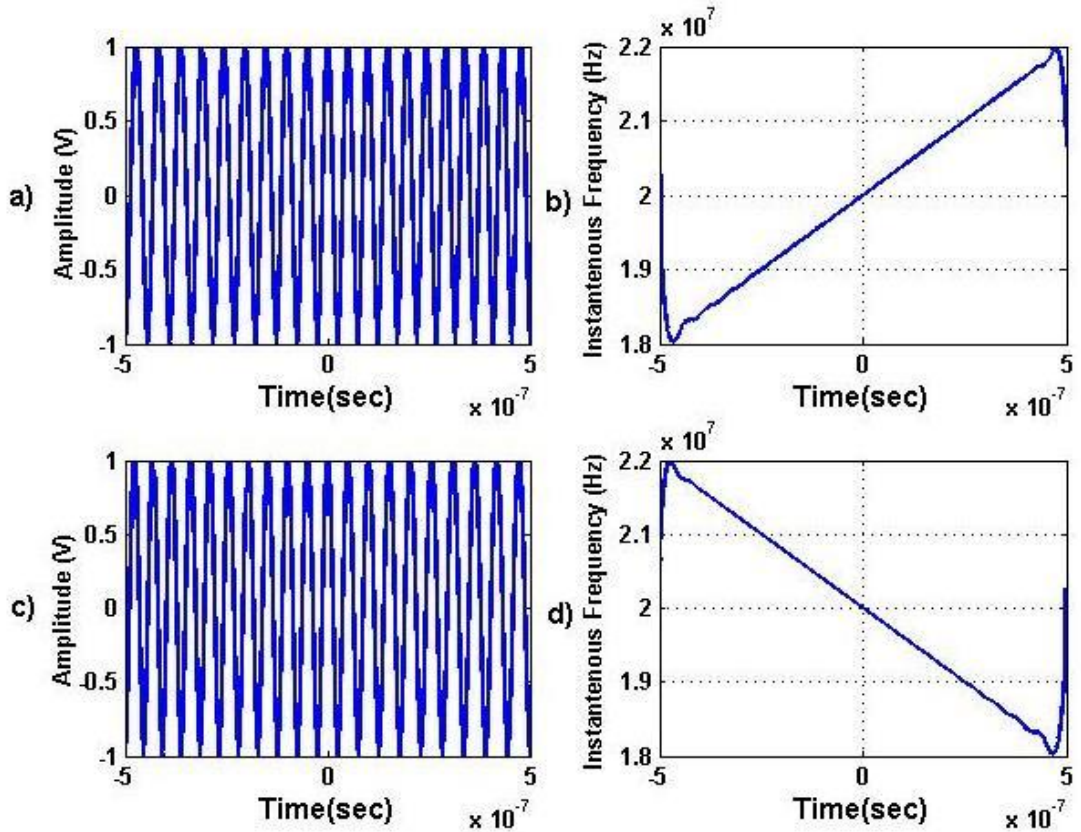 a)
Amplitude (V)
1
0.5
0
-0.5
-1
-5
0
5
Time(sec)
x 10-7
b)
Instantenous Frequency (Hz)
x 10 7
2.2
2.1
2
1.9
1.8
-5
0
5
Time(sec)
x 10-7
c)
Amplitude (V)
1
0.5
0
-0.5
-1
-5
0
5
Time(sec)
x 10-7
d)
Instantenous Frequency (Hz)
x 10 7
2.2
2.1
2
1.9
1.8
-5
0
5
Time(sec)
x 10-7